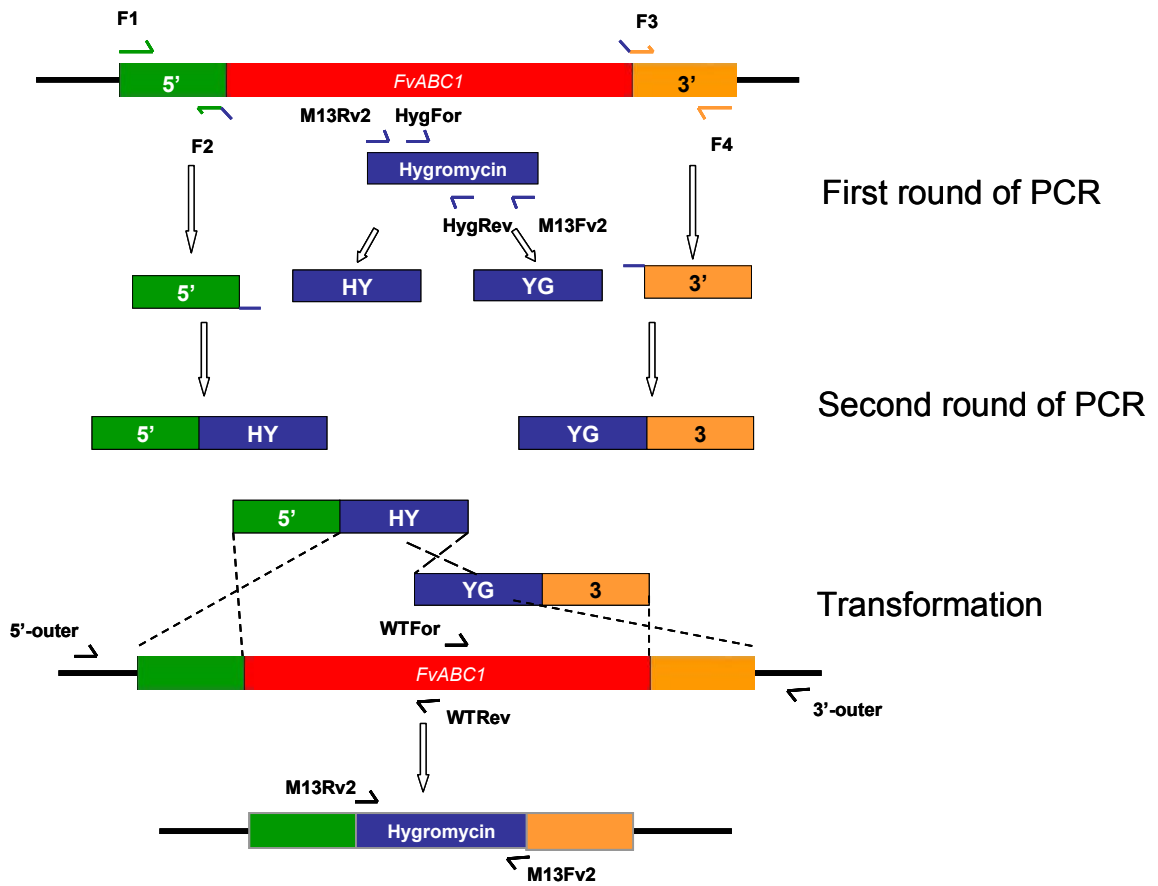 F1
F3
5’
FvABC1
3’
M13Rv2 HygFor
F2
F4
Hygromycin
First round of PCR
HygRev M13Fv2
5’
HY
YG
3’
Second round of PCR
5’
HY
YG
3
5’
HY
YG
3
Transformation
5’-outer
WTFor
FvABC1
WTRev
3’-outer
M13Rv2
Hygromycin
M13Fv2